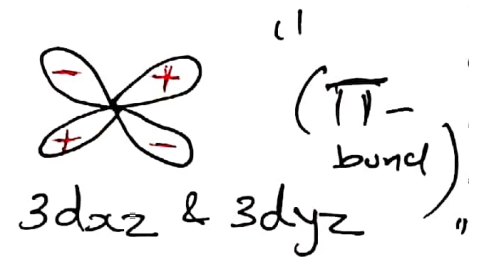 "
- +
+ -
(π-
bond)
3dxz & 3dyz "